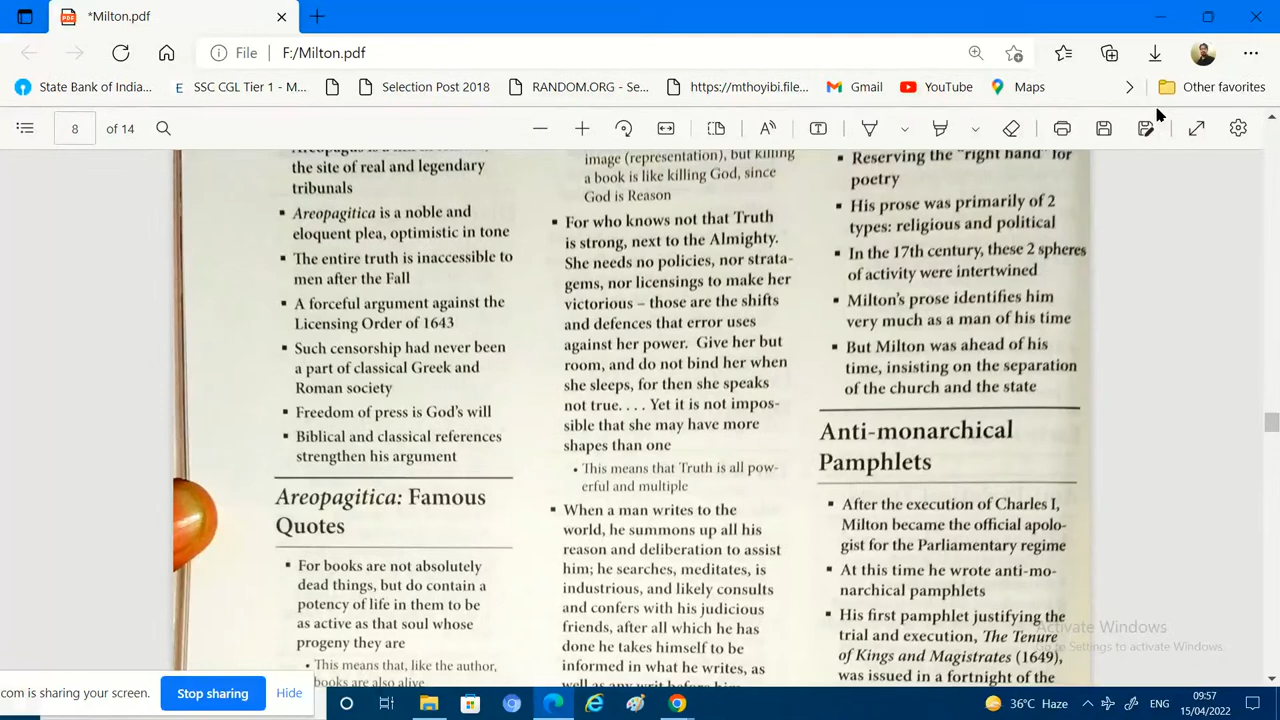 *Milton.pdf
File
F:/Milton.pdf
State Bank of India...
SSC CGL Tier 1 - M...
Selection Post 2018
RANDOM.ORG - Se...
https://mthoyibi.file...
Gmail
YouTube
Maps
Other favorites
8
of 14
the site of real and legendary
tribunals
Areopagitica is a noble and
eloquent plea, optimistic in tone
The entire truth is inaccessible to
men after the Fall
A forceful argument against the
Licensing Order of 1643
Such censorship had never been
a part of classical Greek and
Roman society
Freedom of press is God's will
Biblical and classical references
strengthen his argument
Areopagitica: Famous
Quotes
For books are not absolutely
dead things, but do contain a
potency of life in them to be
as active as that soul whose
progeny they are
This means that, like the author,
books are also alive
image (representation), but killing
a book is like killing God, since
God is Reason
For who knows not that Truth
is strong, next to the Almighty.
She needs no policies, nor strata-
gems, nor licensings to make her
victorious – those are the shifts
and defences that error uses
against her power. Give her but
room, and do not bind her when
she sleeps, for then she speaks
not true. . . . Yet it is not impos-
sible that she may have more
shapes than one
This means that Truth is all pow-
erful and multiple
When a man writes to the
world, he summons up all his
reason and deliberation to assist
him; he searches, meditates, is
industrious, and likely consults
and confers with his judicious
friends, after all which he has
done he takes himself to be
informed in what he writes, as
well as any writ before him
Reserving the "right hand" for
poetry
His prose was primarily of 2
types: religious and political
In the 17th century, these 2 spheres
of activity were intertwined
Milton's prose identifies him
very much as a man of his time
But Milton was ahead of his
time, insisting on the separation
of the church and the state
Anti-monarchical
Pamphlets
After the execution of Charles I,
Milton became the official apolo-
gist for the Parliamentary regime
At this time he wrote anti-mo-
narchical pamphlets
His first pamphlet justifying the
trial and execution, The Tenure
of Kings and Magistrates (1649),
was issued in a fortnight of the
Activate Windows
Go to Settings to activate Windows.
com is sharing your screen.
Stop sharing
Hide
36°C Haze
ENG
09:57
15/04/2022